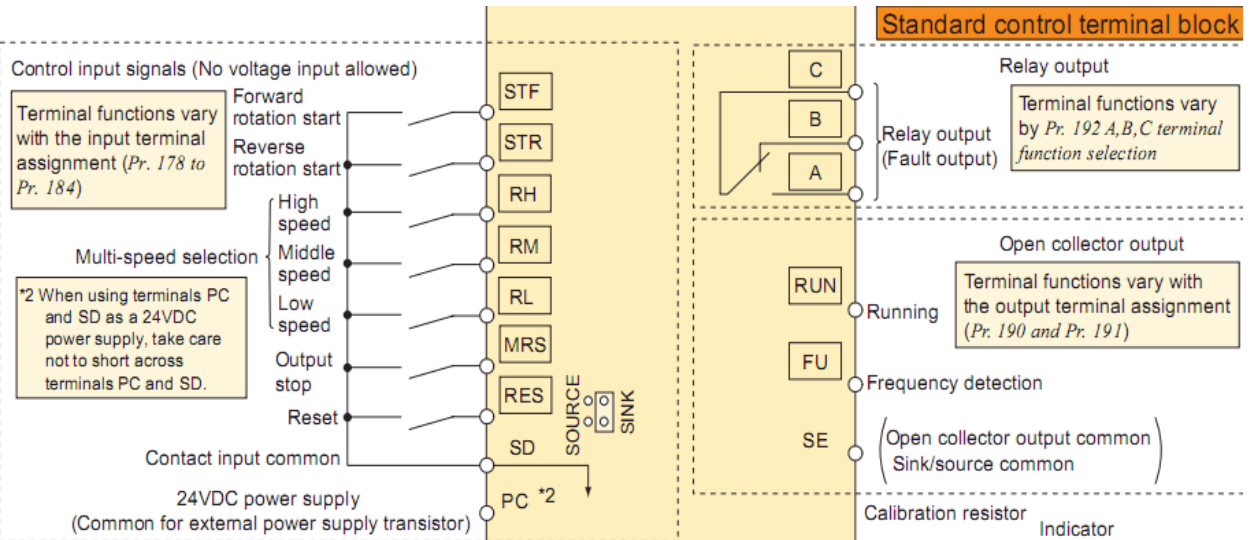 Standard control terminal block
Control input signals (No voltage input allowed)
Terminal functions vary
with the input terminal
assignment (Pr. 178 to
Pr. 184)
Forward
rotation start
Reverse
rotation start
Multi-speed selection
High
speed
Middle
speed
Low
speed
*2 When using terminals PC
and SD as a 24VDC
power supply, take care
not to short across
terminals PC and SD.
Output
stop
Reset
Contact input common
24VDC power supply
(Common for external power supply transistor)
STF
STR
RH
RM
RL
MRS
RES
SD
PC *2
SOURCE
SINK
C
B
A
Relay output
(Fault output)
Relay output
Terminal functions vary
by Pr. 192 A,B,C terminal
function selection
Open collector output
Terminal functions vary with
the output terminal assignment
(Pr. 190 and Pr. 191)
RUN
Running
FU
Frequency detection
SE
(Open collector output common
Sink/source common)
Calibration resistor
Indicator